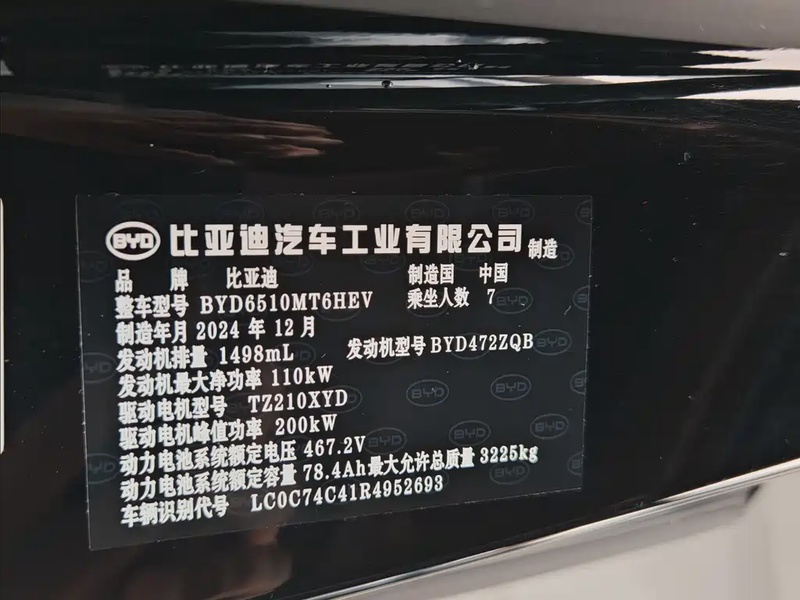 BYD 比亚迪汽车工业有限公司 制造
品 牌 比亚迪 制造国 中国
整车型号 BYD6510MT6HEV 乘坐人数 7
制造年月 2024 年 12 月
发动机排量 1498mL 发动机型号 BYD472ZQB
发动机最大净功率 110kW
驱动电机型号 TZ210XYD
驱动电机峰值功率 200kW
动力电池系统额定电压 467.2V
动力电池系统额定容量 78.4Ah 最大允许总质量 3225kg
车辆识别代号 LC0C74C41R4952693